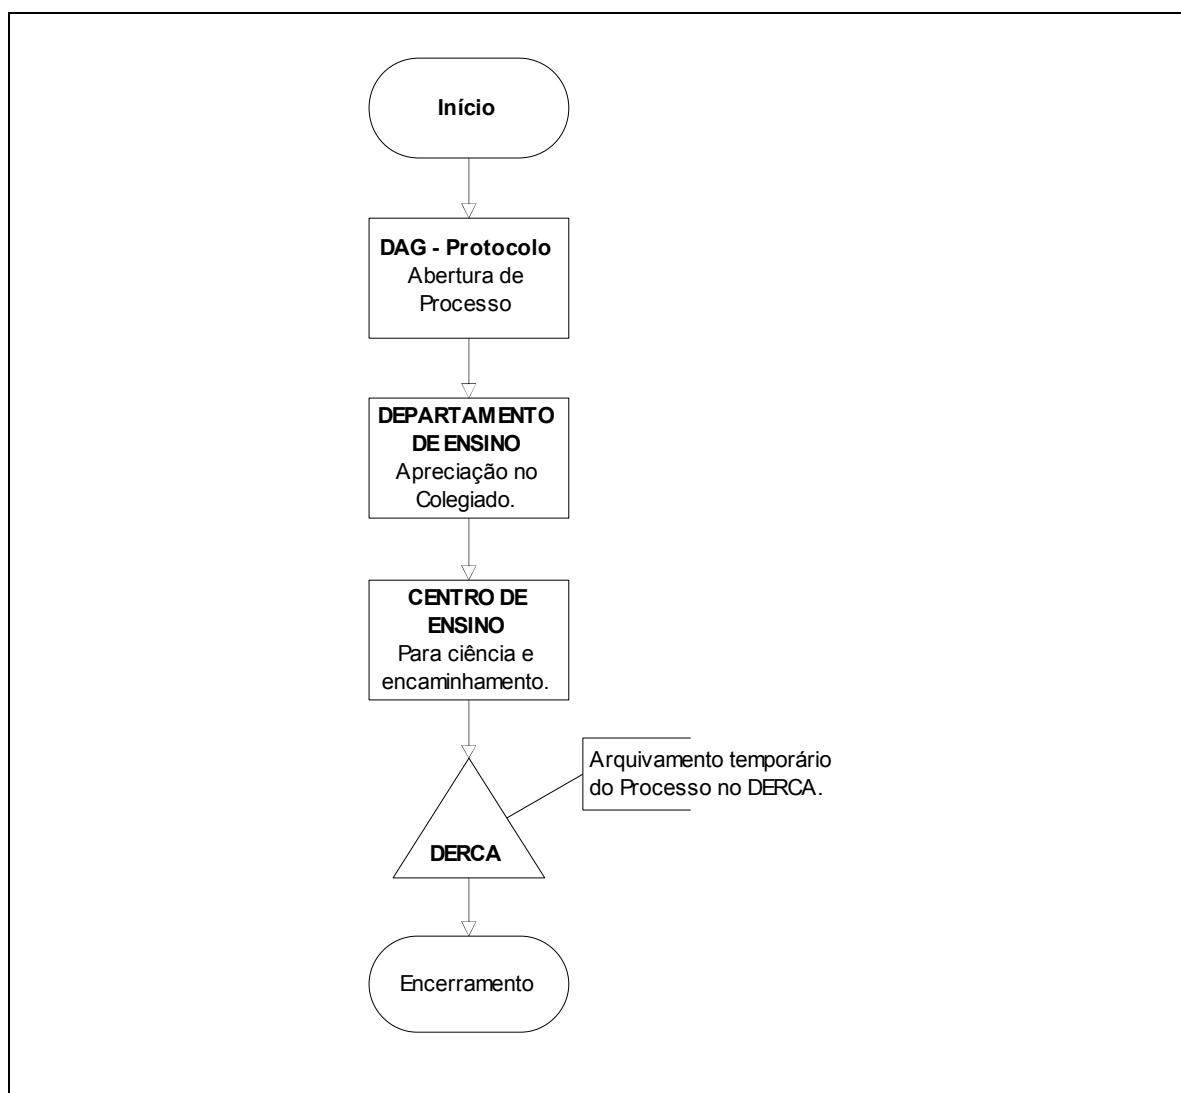 Início
DAG - Protocolo
Abertura de
Processo
DEPARTAMENTO
DE ENSINO
Apreciação no
Colegiado.
CENTRO DE
ENSINO
Para ciência e
encaminhamento.
Arquivamento temporário
do Processo no DERCA.
DERCA
Encerramento